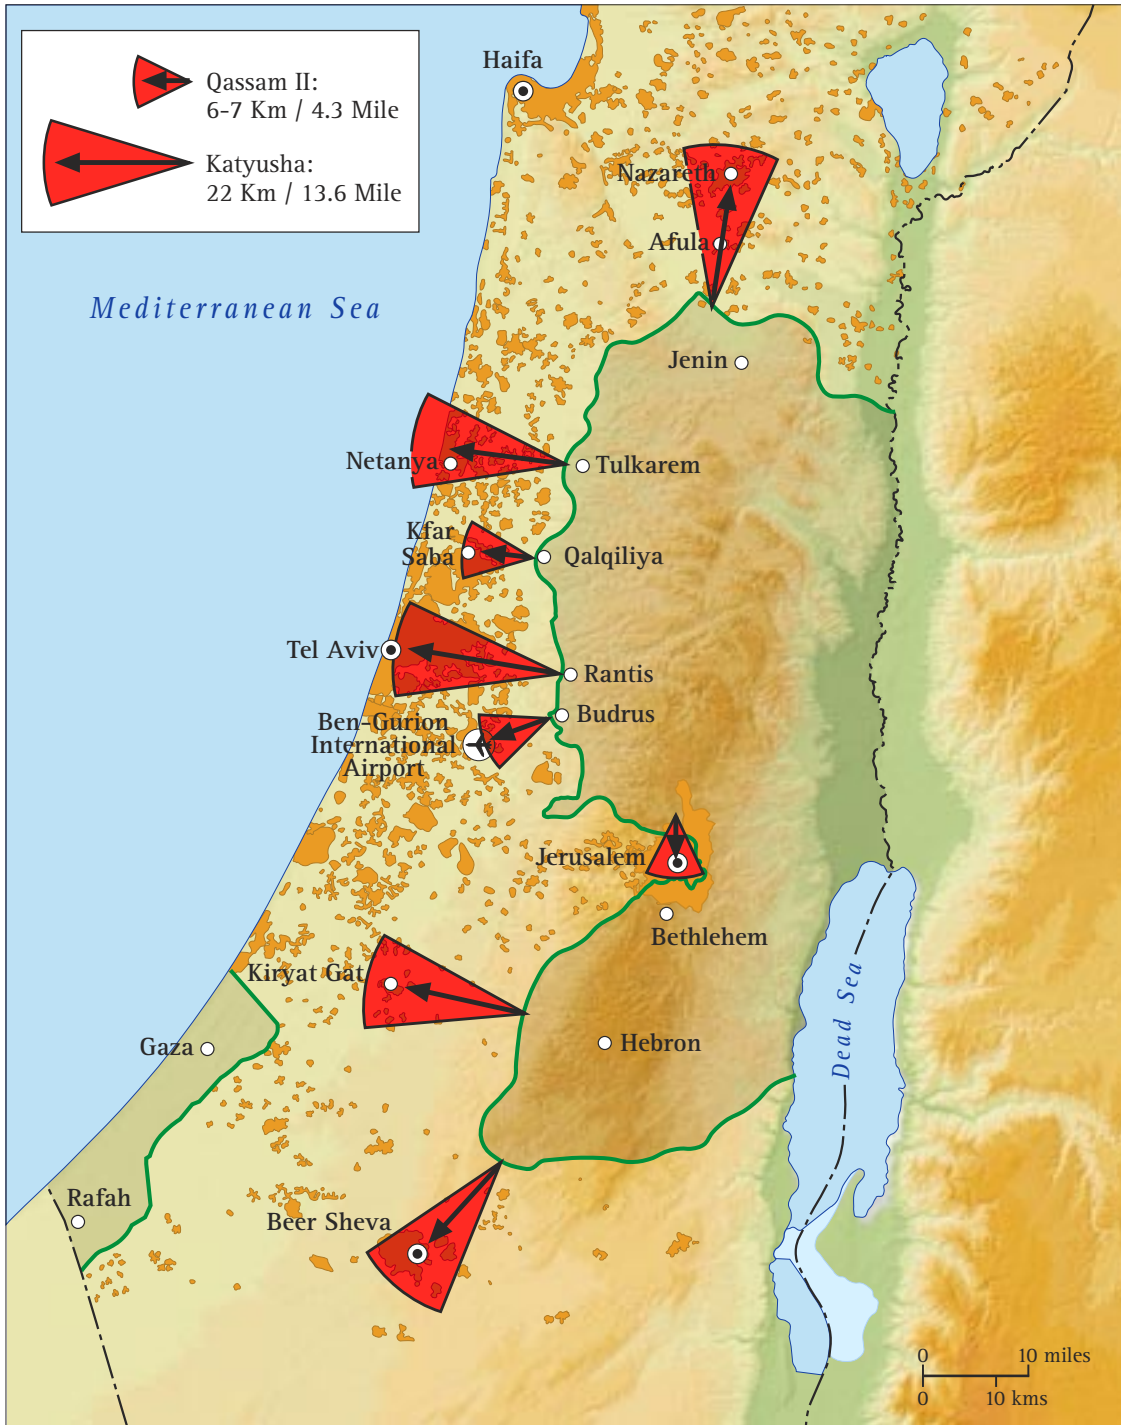 Qassam II:
6-7 Km / 4.3 Mile
Katyusha:
22 Km / 13.6 Mile
Haifa
Nazareth
Afula
Mediterranean Sea
Jenin
Netanya
Tulkarem
Kfar
Saba
Qalqiliya
Tel Aviv
Rantis
Budrus
Ben-Gurion
International
Airport
Jerusalem
Bethlehem
Kiryat Gat
Dead Sea
Gaza
Hebron
Rafah
Beer Sheva
0 10 miles
0 10 kms